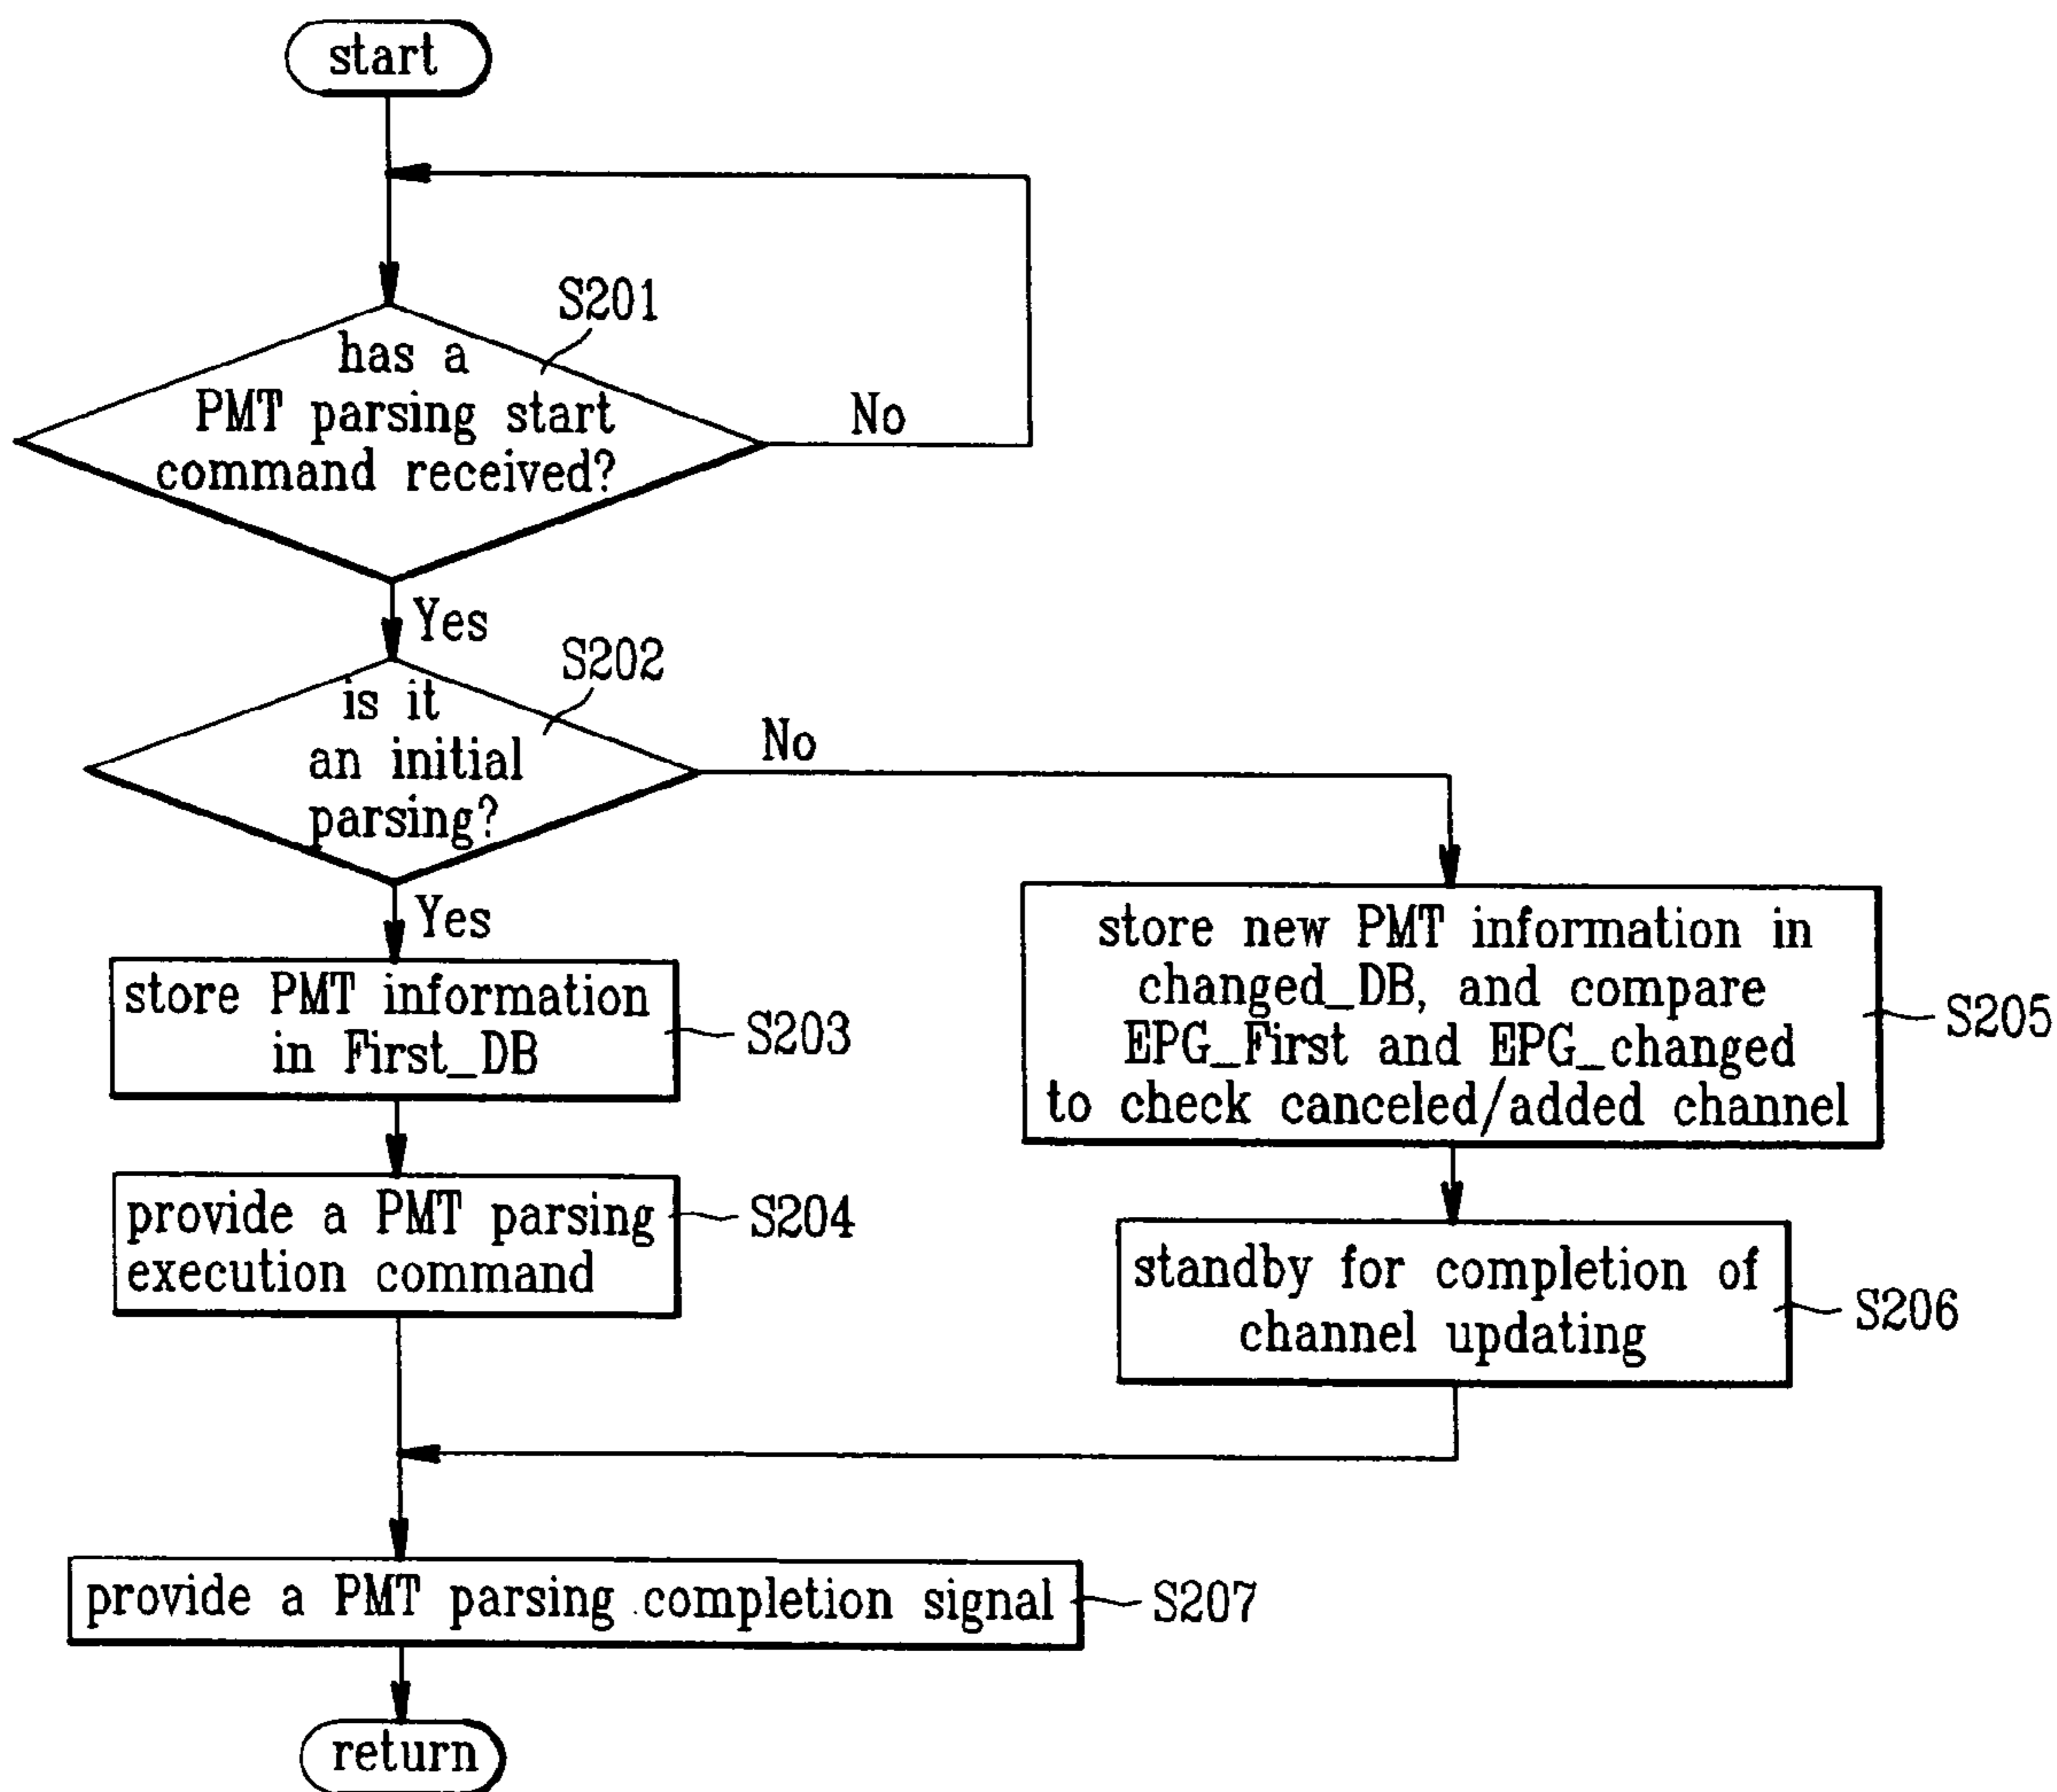 start
S201
has a
PMT parsing start
command received?
No
Yes
S202
is it
an initial
parsing?
No
Yes
store PMT information
in First_DB
S203
store new PMT information in
changed_DB, and compare
EPG_First and EPG_changed
to check canceled/added channel
S205
provide a PMT parsing
execution command
S204
standby for completion of
channel updating
S206
provide a PMT parsing completion signal
S207
return